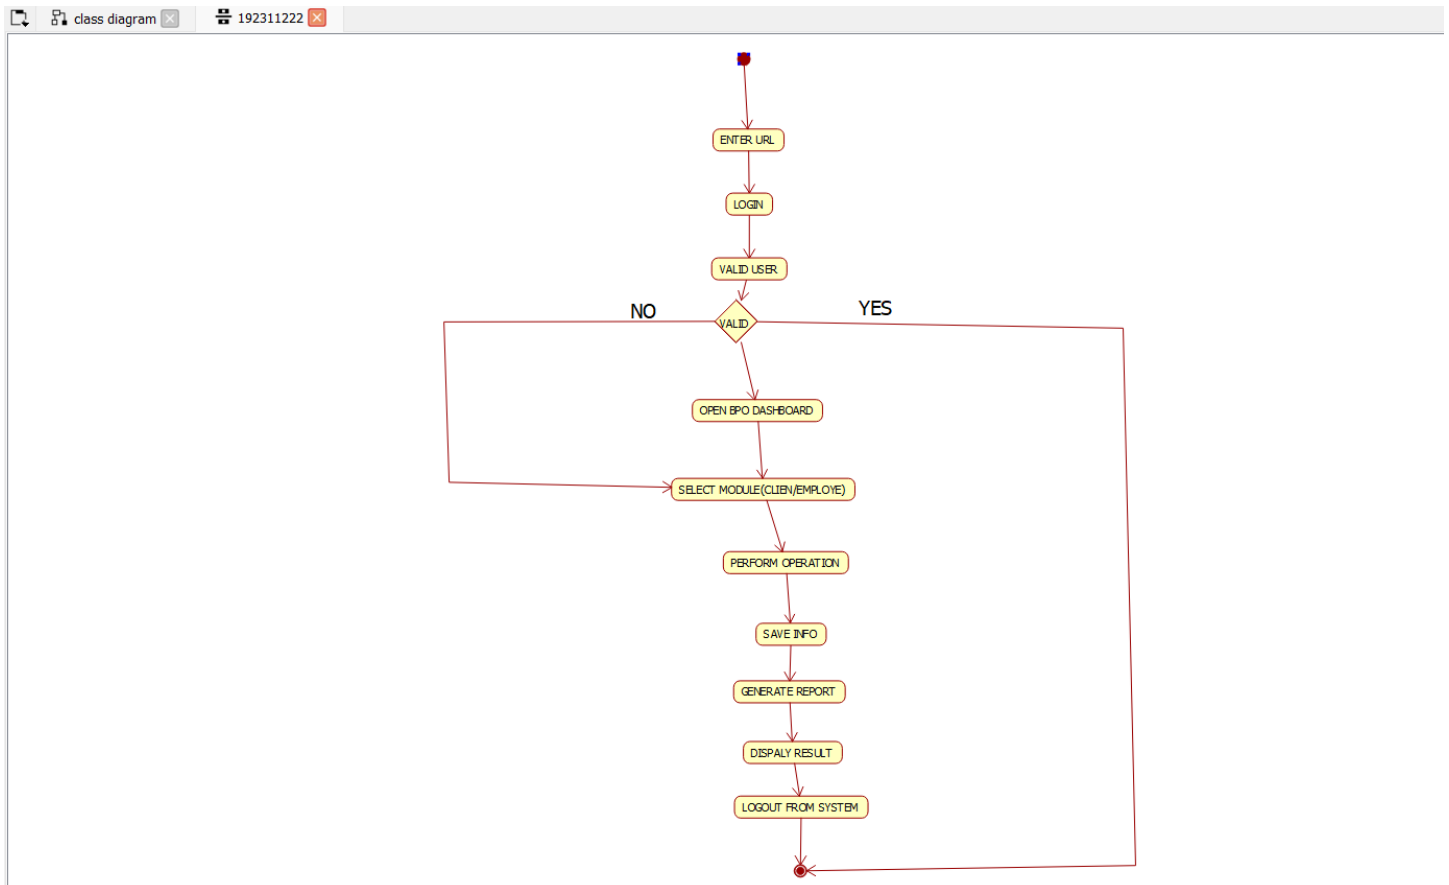 class diagram
192311222
ENTER URL
LOGIN
VALID USER
NO
YES
VALID
OPEN BPO DASHBOARD
SELECT MODULE(CLIEN/EMPLOYE)
PERFORM OPERATION
SAVE INFO
GENERATE REPORT
DISPALY RESULT
LOGOUT FROM SYSTEM